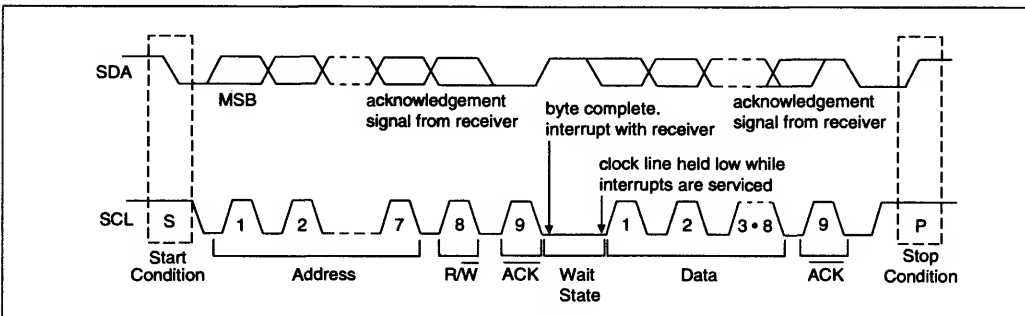 SDA
MSB
acknowledgement
signal from receiver
byte complete.
interrupt with receiver
acknowledgement
signal from receiver
clock line held low while
interrupts are serviced
SCL
S
1
2
7
8
9
1
2
3 • 8
9
P
Start
Condition
Address
R/W̅
A̅C̅K̅
Wait
State
Data
A̅C̅K̅
Stop
Condition